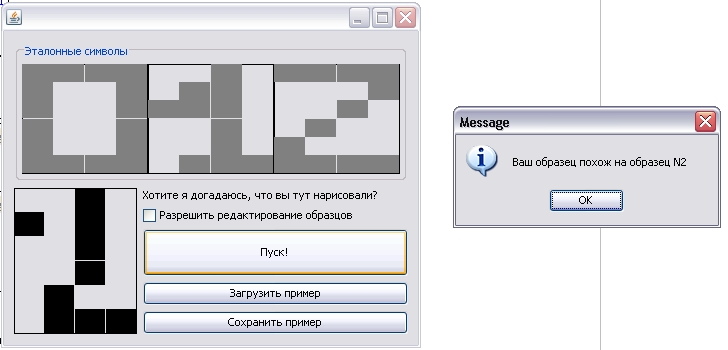 Эталонные символы
Хотите я догадаюсь, что вы тут нарисовали?
Разрешить редактирование образцов
Пуск!
Загрузить пример
Сохранить пример
Message
Ваш образец похож на образец N2
OK